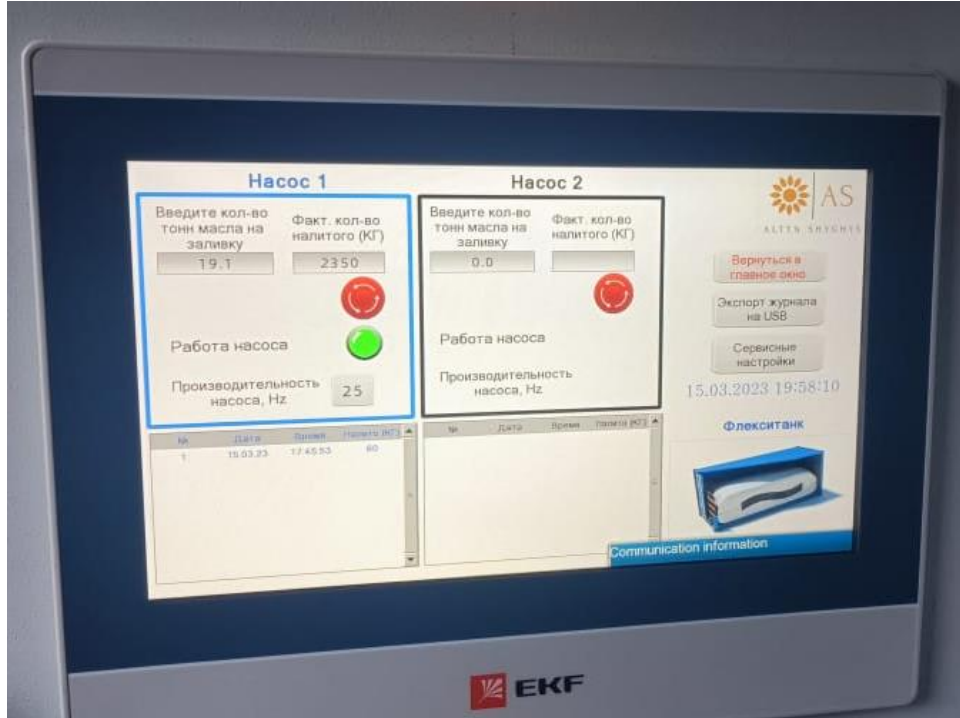 Насос 1
Введите кол-во
тонн масла на
заливку
19.1
Факт. кол-во
налитого (КГ)
2350
Работа насоса
Производительность
насоса, Hz
25
Насос 2
Введите кол-во
тонн масла на
заливку
0.0
Факт. кол-во
налитого (КГ)
Работа насоса
Производительность
насоса, Hz
AS
ALTYN SHYGHYS
Вернуться в
главное окно
Экспорт журнала
на USB
Сервисные
настройки
15.03.2023 19:58:10
Флекситанк
№ Дата Время Налито (КГ)
1 15.03.23 17:45:53 60
№ Дата Время Налито (КГ)
Communication information
EKF